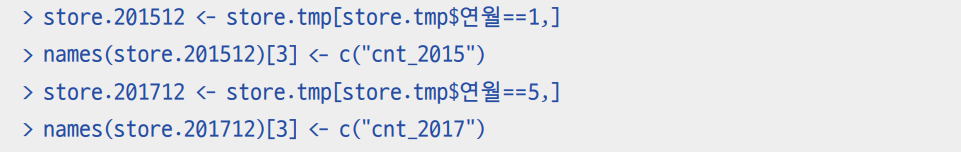 > store.201512 <- store.tmp[store.tmp$연월==1,]
> names(store.201512)[3] <- c("cnt_2015")
> store.201712 <- store.tmp[store.tmp$연월==5,]
> names(store.201712)[3] <- c("cnt_2017")